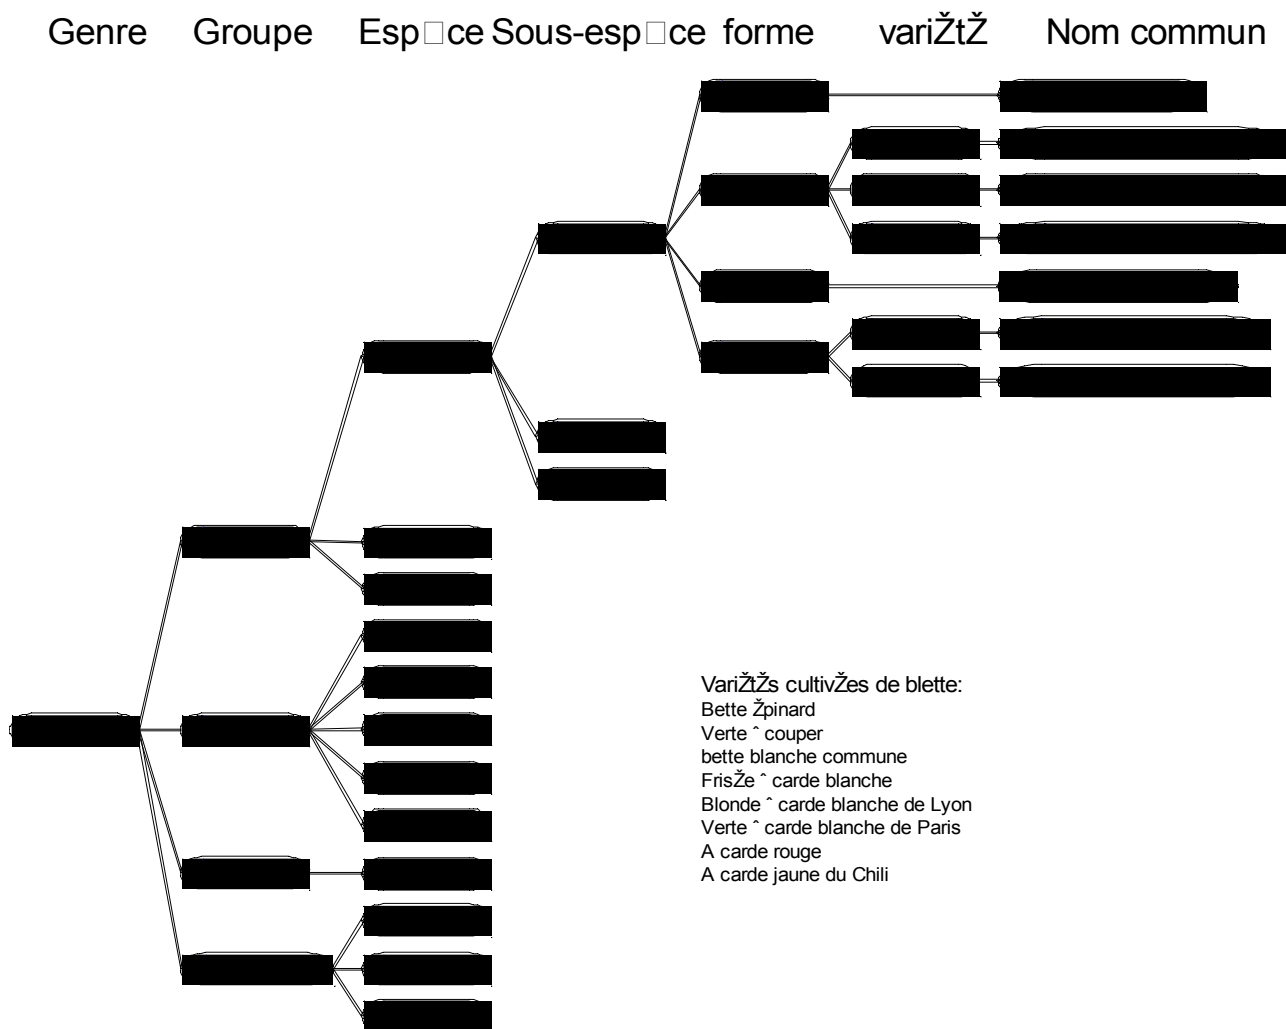 Genre Groupe Esp□ce Sous-esp□ce forme variŽtŽ Nom commun
VariŽtŽs cultivŽes de blette:
Bette Žpinard
Verte ˆ couper
bette blanche commune
FrisŽe ˆ carde blanche
Blonde ˆ carde blanche de Lyon
Verte ˆ carde blanche de Paris
A carde rouge
A carde jaune du Chili